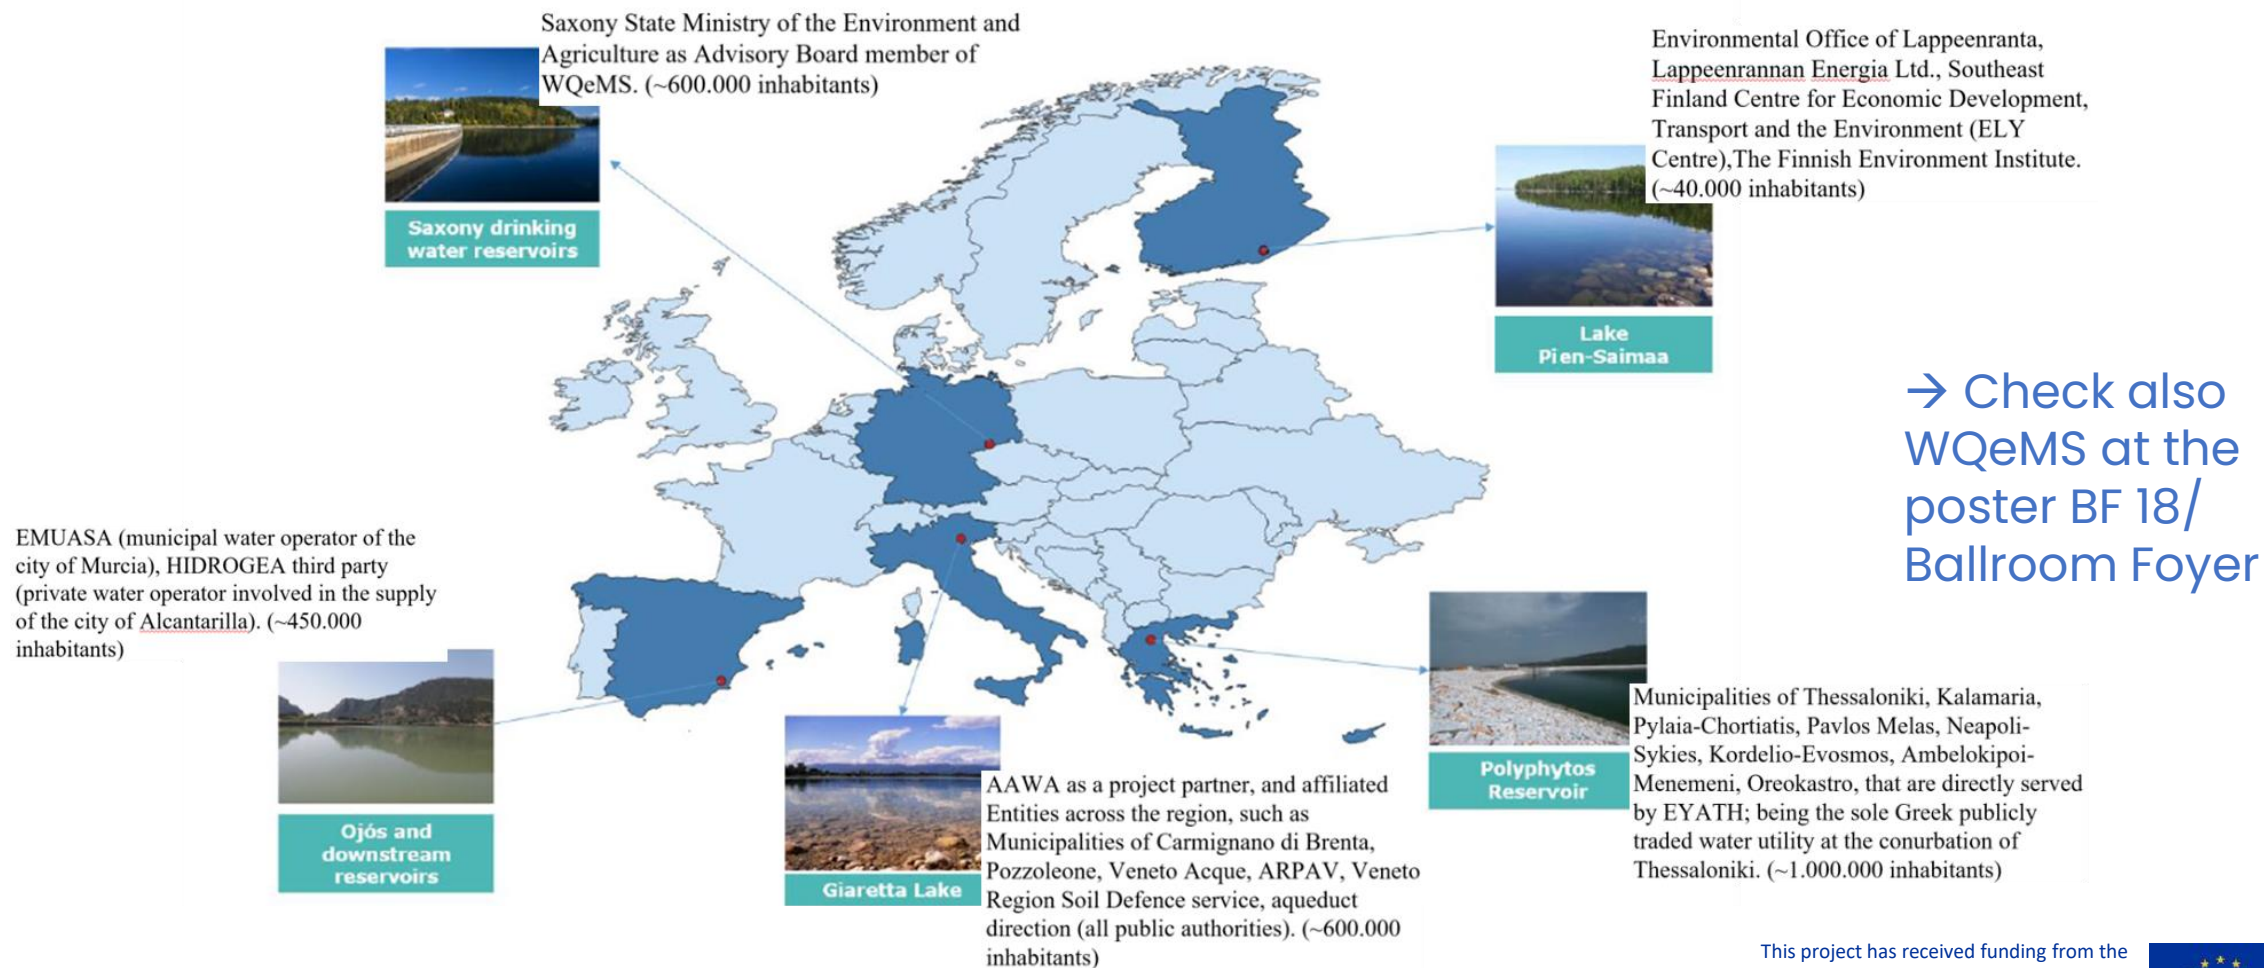 Saxony State Ministry of the Environment and
Agriculture as Advisory Board member of
WQeMS. (~600.000 inhabitants)
Saxony drinking
water reservoirs
Environmental Office of Lappeenranta,
Lappeenrannan Energia Ltd., Southeast
Finland Centre for Economic Development,
Transport and the Environment (ELY
Centre),The Finnish Environment Institute.
(~40.000 inhabitants)
Lake
Pien-Saimaa
→ Check also
WQeMS at the
poster BF 18/
Ballroom Foyer
EMUASA (municipal water operator of the
city of Murcia), HIDROGEA third party
(private water operator involved in the supply
of the city of Alcantarilla). (~450.000
inhabitants)
Ojós and
downstream
reservoirs
Giaretta Lake
AAWA as a project partner, and affiliated
Entities across the region, such as
Municipalities of Carmignano di Brenta,
Pozzoleone, Veneto Acque, ARPAV, Veneto
Region Soil Defence service, aqueduct
direction (all public authorities). (~600.000
inhabitants)
Polyphytos
Reservoir
Municipalities of Thessaloniki, Kalamaria,
Pylaia-Chortiatis, Pavlos Melas, Neapoli-
Sykies, Kordelio-Evosmos, Ambelokipoi-
Menemeni, Oreokastro, that are directly served
by EYATH; being the sole Greek publicly
traded water utility at the conurbation of
Thessaloniki. (~1.000.000 inhabitants)
This project has received funding from the